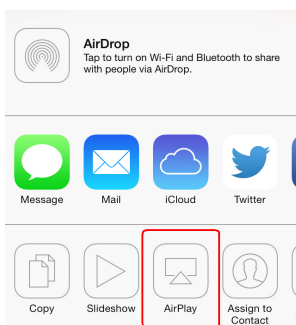 AirDrop
Tap to turn on Wi-Fi and Bluetooth to share
with people via AirDrop.
Message Mail iCloud Twitter
Copy Slideshow AirPlay Assign to
Contact